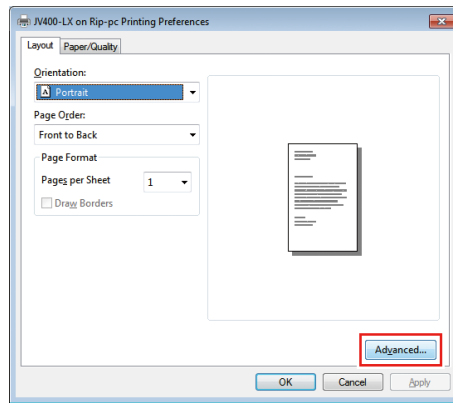 JV400-LX on Rip-pc Printing Preferences
Layout Paper/Quality
Orientation:
A Portrait
Page Order:
Front to Back
Page Format
Pages per Sheet 1
Draw Borders
Advanced...
OK Cancel Apply